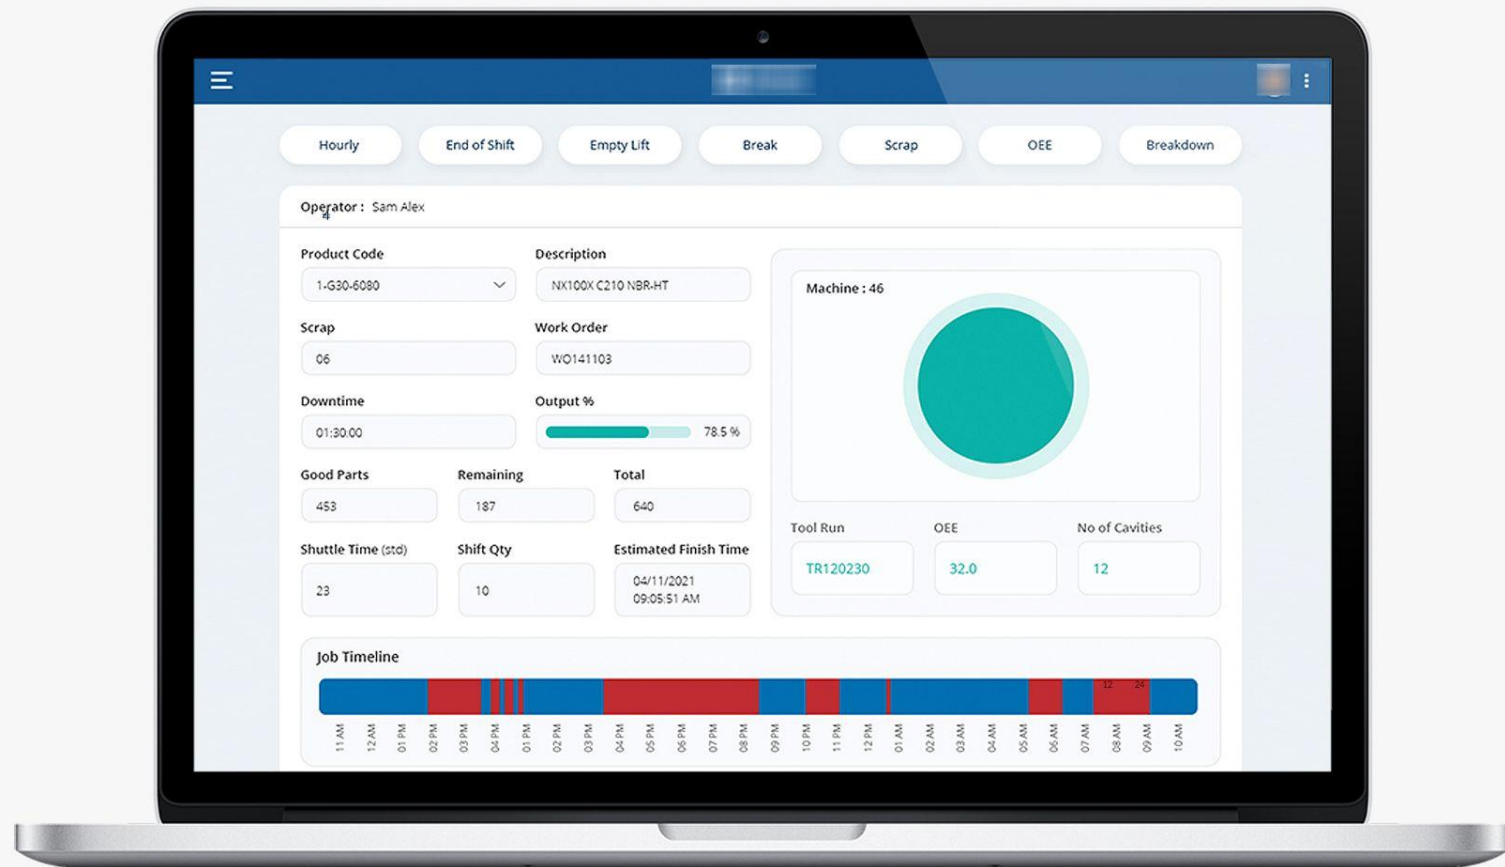 Hourly
End of Shift
Empty Lift
Break
Scrap
OEE
Breakdown
Operator : Sam Alex
4
Product Code
Description
1-G30-6080
NX100X C210 NBR-HT
Scrap
Work Order
06
WO141103
Downtime
Output %
01:30:00
78.5 %
Good Parts
Remaining
Total
453
187
640
Shuttle Time (std)
Shift Qty
Estimated Finish Time
23
10
04/11/2021
09:05:51 AM
Machine : 46
Tool Run
OEE
No of Cavities
TR120230
32.0
12
Job Timeline
12
24
11 AM
12 AM
01 PM
02 PM
03 PM
04 PM
01 PM
02 PM
03 PM
04 PM
05 PM
06 PM
07 PM
08 PM
09 PM
10 PM
11 PM
12 PM
01 AM
02 AM
03 AM
04 AM
05 AM
06 AM
07 AM
08 AM
09 AM
10 AM